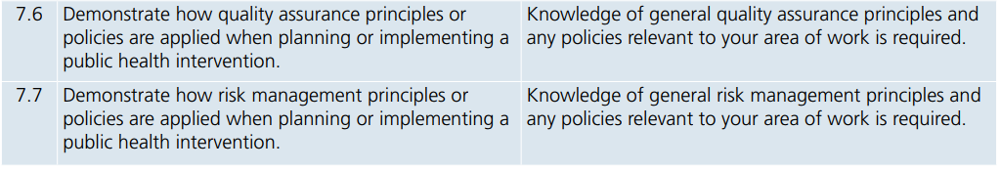 7.6 Demonstrate how quality assurance principles or
policies are applied when planning or implementing a
public health intervention.
Knowledge of general quality assurance principles and
any policies relevant to your area of work is required.
7.7 Demonstrate how risk management principles or
policies are applied when planning or implementing a
public health intervention.
Knowledge of general risk management principles and
any policies relevant to your area of work is required.